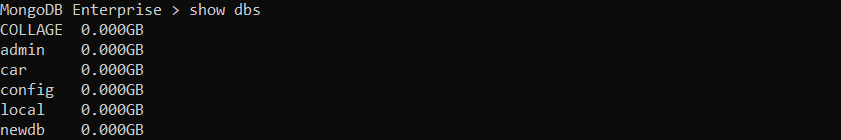 MongoDB Enterprise > show dbs
COLLAGE  0.000GB
admin    0.000GB
car      0.000GB
config   0.000GB
local    0.000GB
newdb    0.000GB